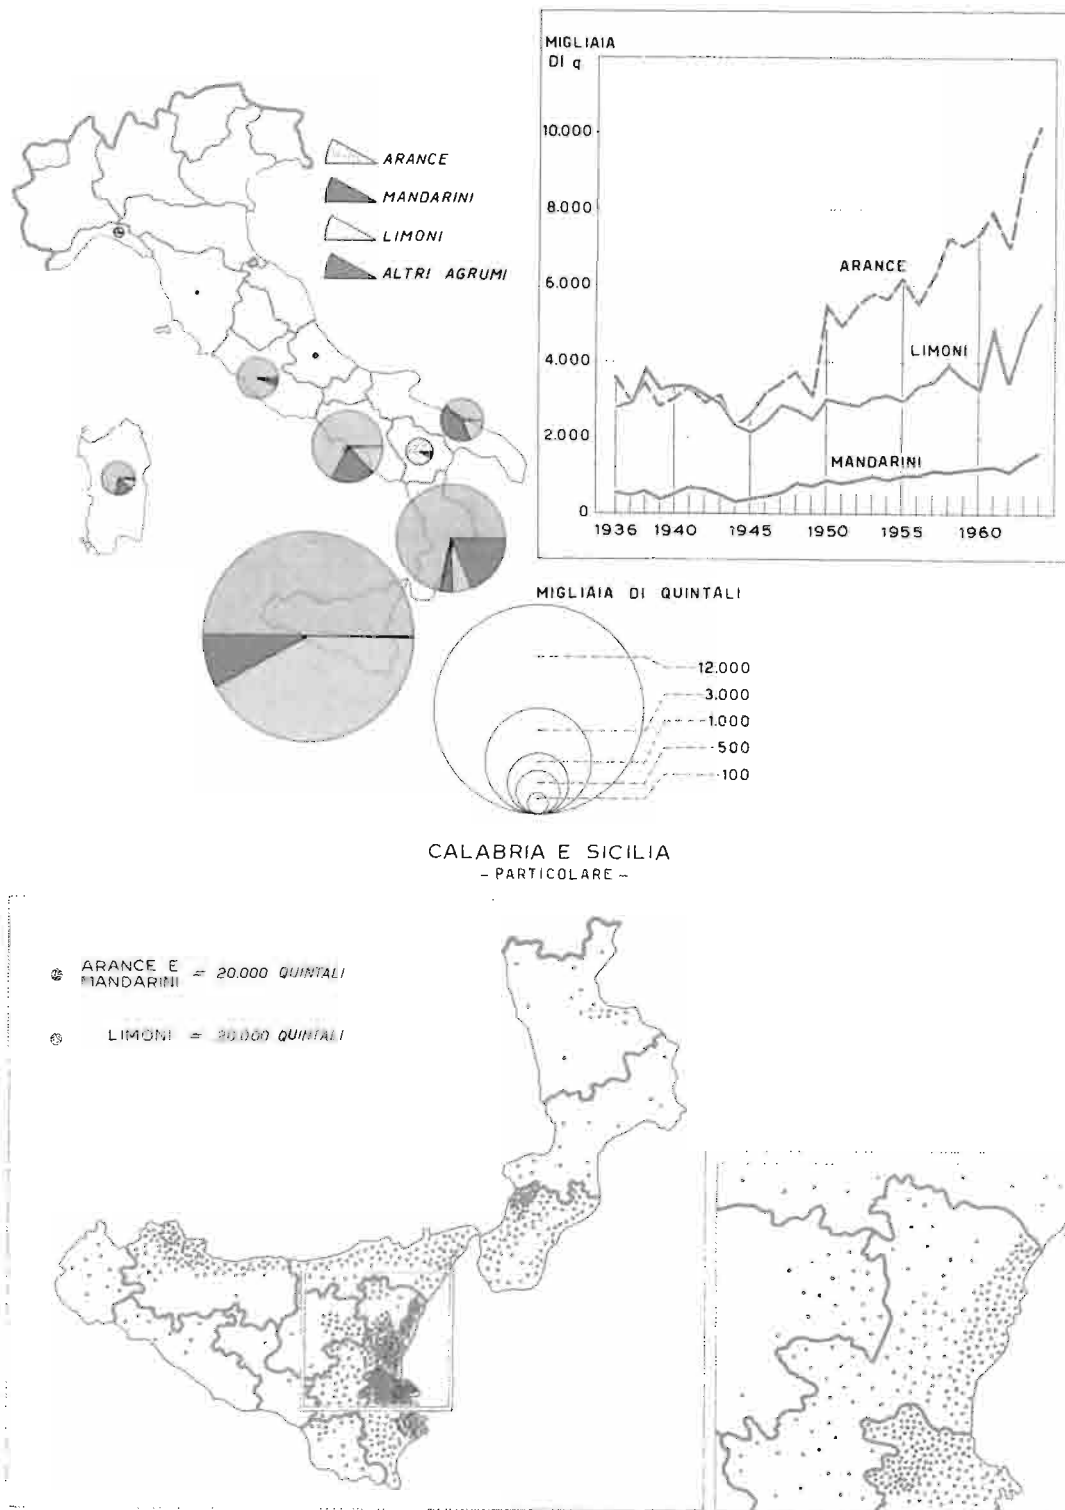 ARANCE
MANDARINI
LIMONI
ALTRI AGRUMI
MIGLIAIA
DI q
10.000
8.000
6.000
4.000
2.000
0
ARANCE
LIMONI
MANDARINI
1936 1940 1945 1950 1955 1960
MIGLIAIA DI QUINTALI
12.000
3.000
1.000
500
100
CALABRIA E SICILIA
- PARTICOLARE -
ARANCE E
MANDARINI = 20.000 QUINTALI
LIMONI = 20.000 QUINTALI